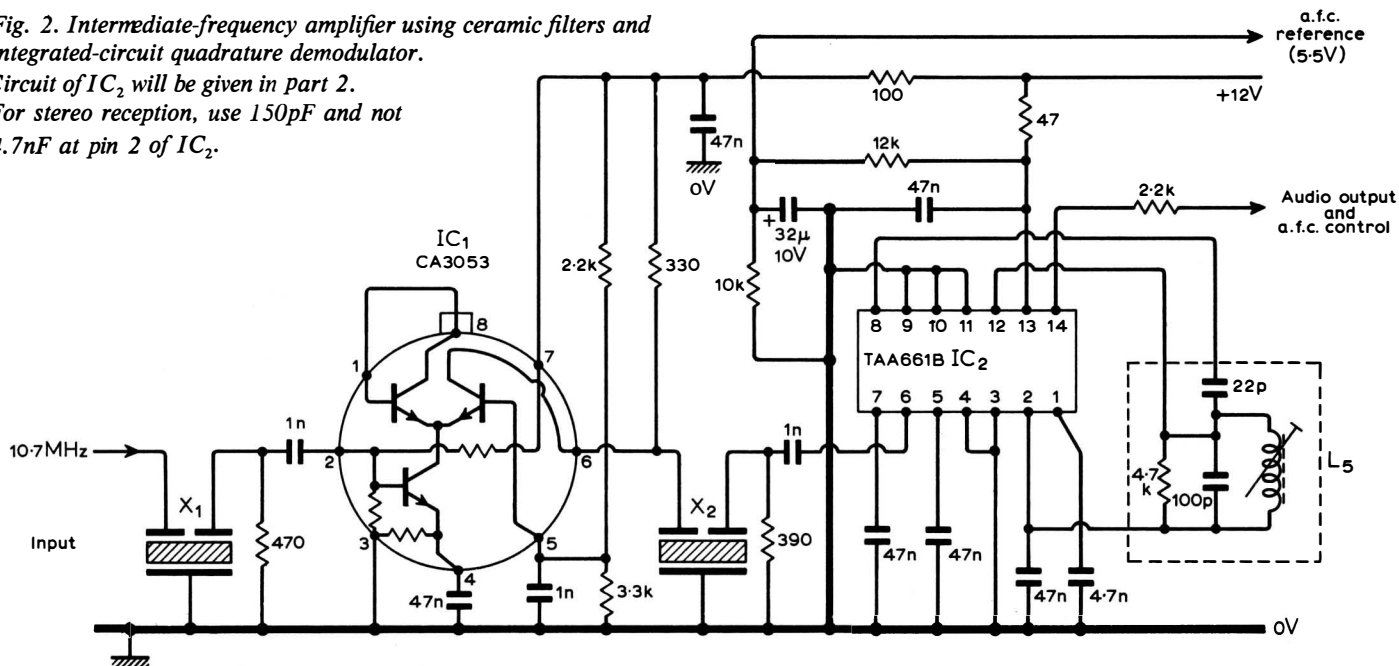 Fig. 2. Intermediate-frequency amplifier using ceramic filters and
integrated-circuit quadrature demodulator.
Circuit of IC₂ will be given in part 2.
For stereo reception, use 150pF and not
4.7nF at pin 2 of IC₂.
a.f.c.
reference
(5·5V)
100
+12V
47
47n
0V
12k
47n
2·2k
Audio output
and
a.f.c. control
+
32μ
10V
IC₁
CA3053
2·2k
330
10k
8
1
7
8 9 10 11 12 13 14
TAA661B IC₂
7 6 5 4 3 2 1
22p
1n
1n
10·7MHz
2
6
L₅
4·7
k
100p
X₁
X₂
Input
470
3
5
390
4
47n
1n
3·3k
47n
47n
47n
4·7n
0V